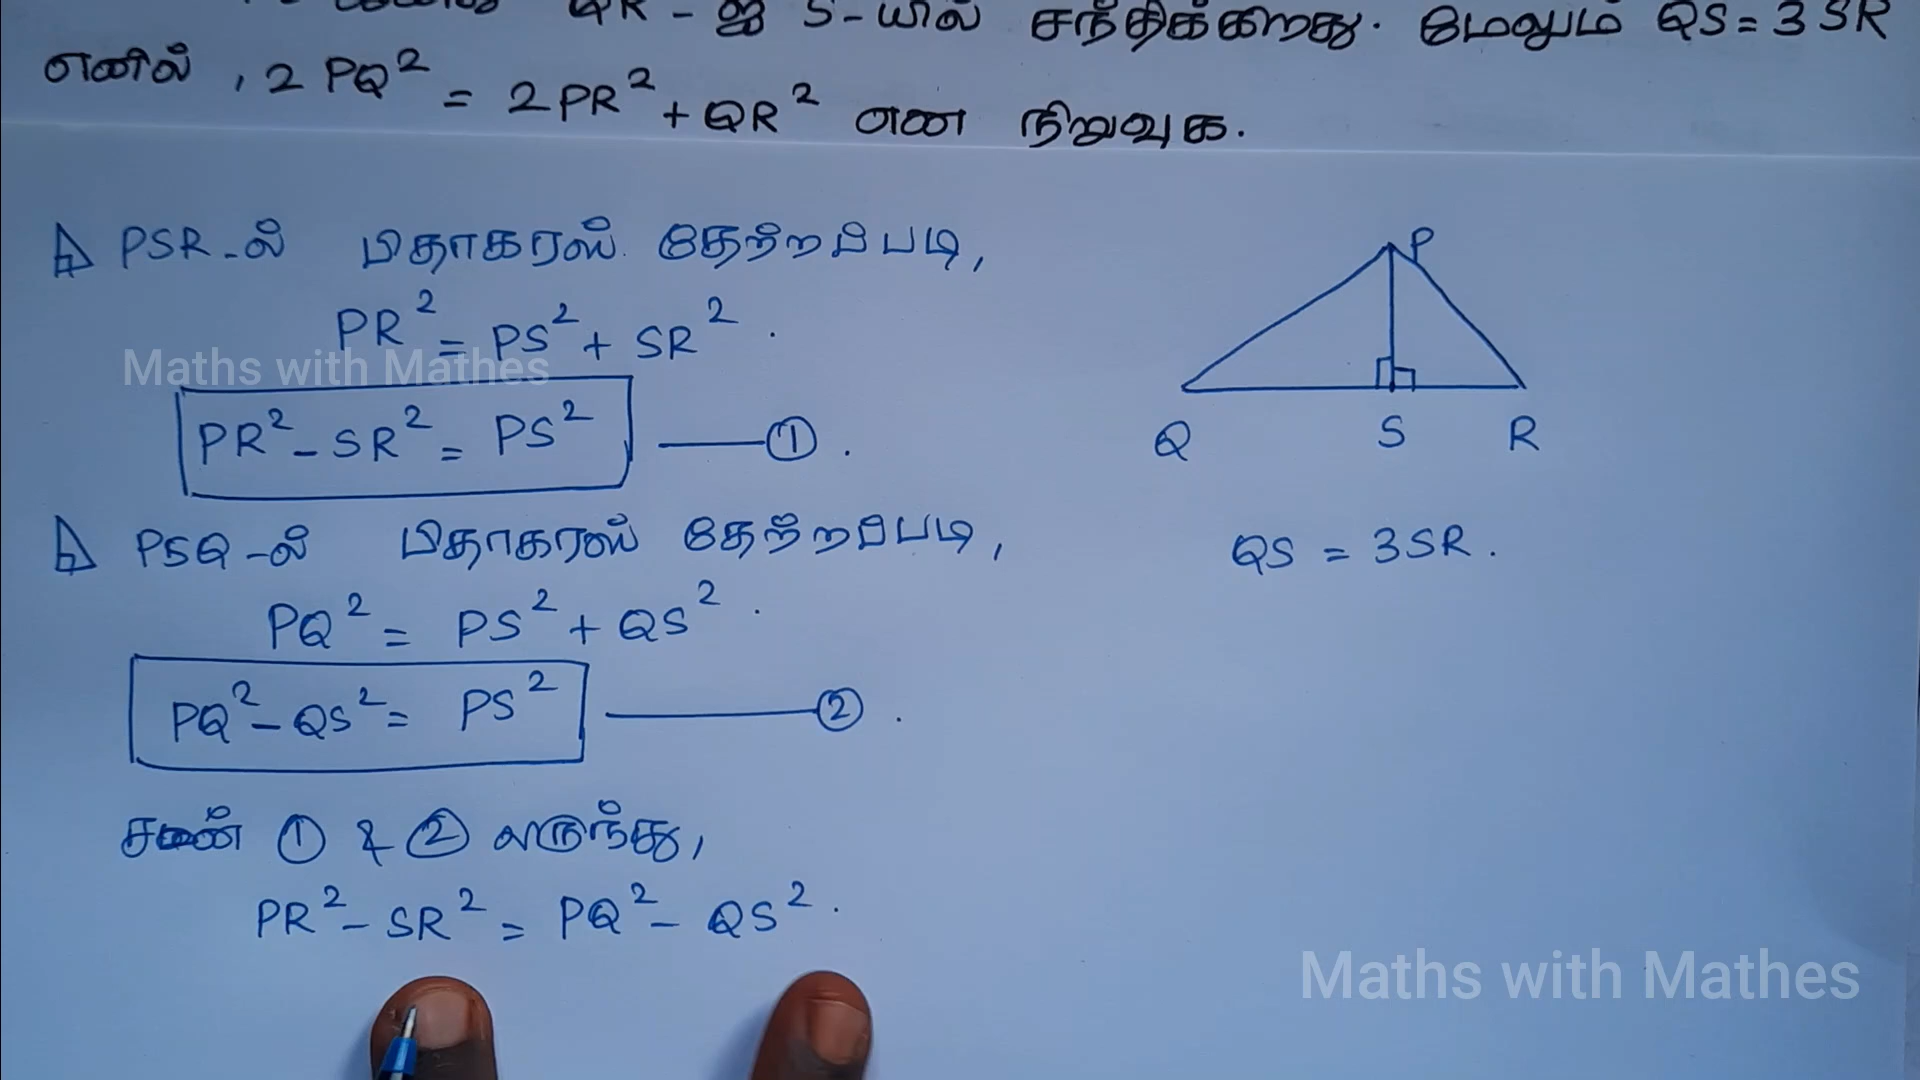 QR - ஐ S-யில் சந்திக்கிறது. மேலும் QS = 3SR
எனில், 2PQ² = 2PR² + QR² என நிறுவுக.
PSR-ல் பிதாகரஸ் தேற்றப்படி,
PR² = PS² + SR².
Maths with Mathes
PR² - SR² = PS² —— ①.
PSQ-ல் பிதாகரஸ் தேற்றப்படி,
PQ² = PS² + QS².
PQ² - QS² = PS² —— ②.
சமன் ① & ② லிருந்து,
PR² - SR² = PQ² - QS².
P
Q S R
QS = 3SR.
Maths with Mathes